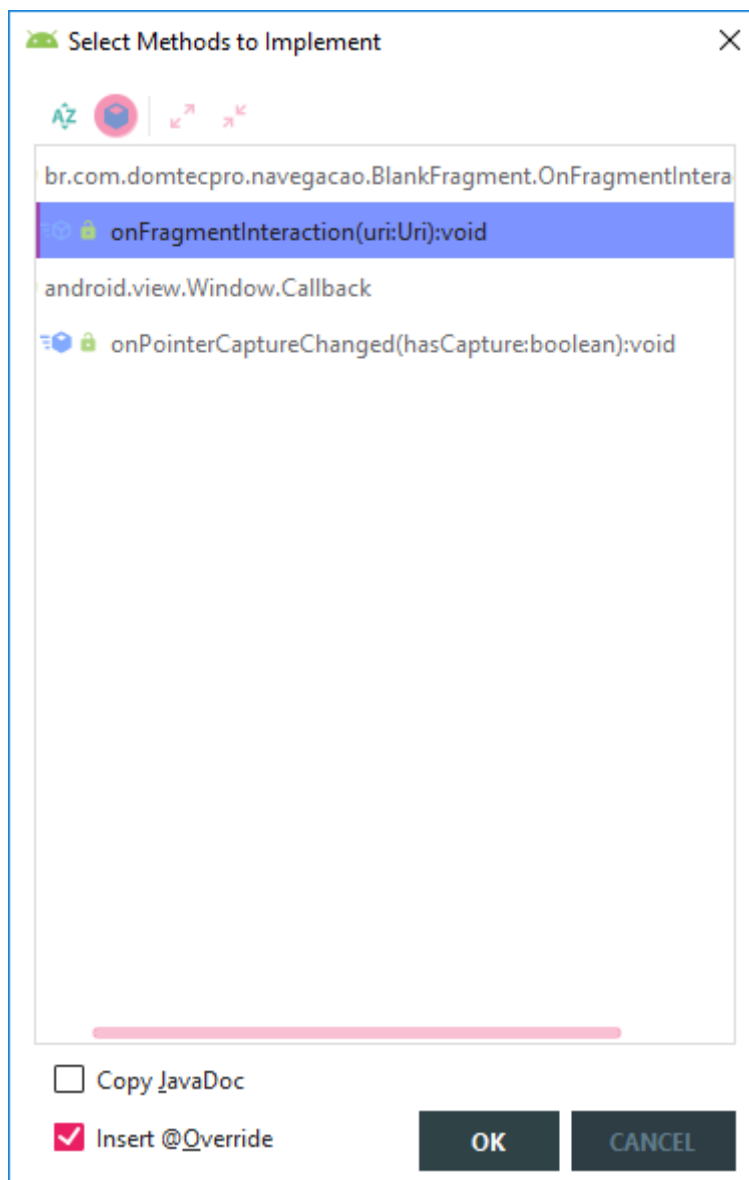 Select Methods to Implement
AZ
br.com.domtecpro.navegacao.BlankFragment.OnFragmentIntera
onFragmentInteraction(uri:Uri):void
android.view.Window.Callback
onPointerCaptureChanged(hasCapture:boolean):void
Copy JavaDoc
Insert @Override
OK CANCEL